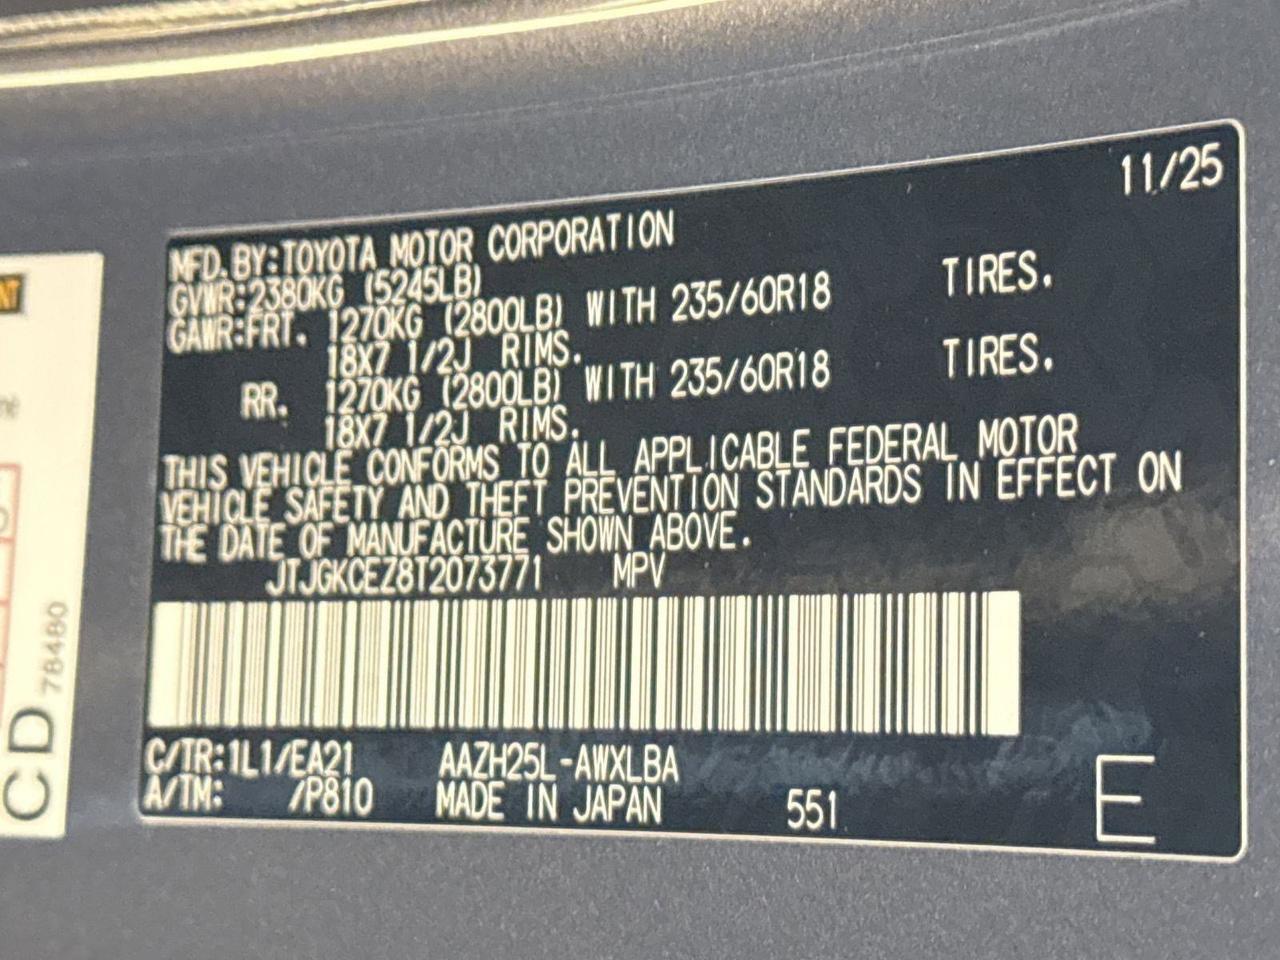 11/25
MFD. BY:TOYOTA MOTOR CORPORATION
GVWR:2380KG (5245LB)
GAWR:FRT. 1270KG (2800LB) WITH 235/60R18 TIRES.
18X7 1/2J RIMS.
RR. 1270KG (2800LB) WITH 235/60R18 TIRES.
18X7 1/2J RIMS.
THIS VEHICLE CONFORMS TO ALL APPLICABLE FEDERAL MOTOR
VEHICLE SAFETY AND THEFT PREVENTION STANDARDS IN EFFECT ON
THE DATE OF MANUFACTURE SHOWN ABOVE.
JTJGKCEZ8T2073771 MPV
C/TR:1L1/EA21 AAZH25L-AWXLBA
A/TM: /P810 MADE IN JAPAN 551 E
CD 78480